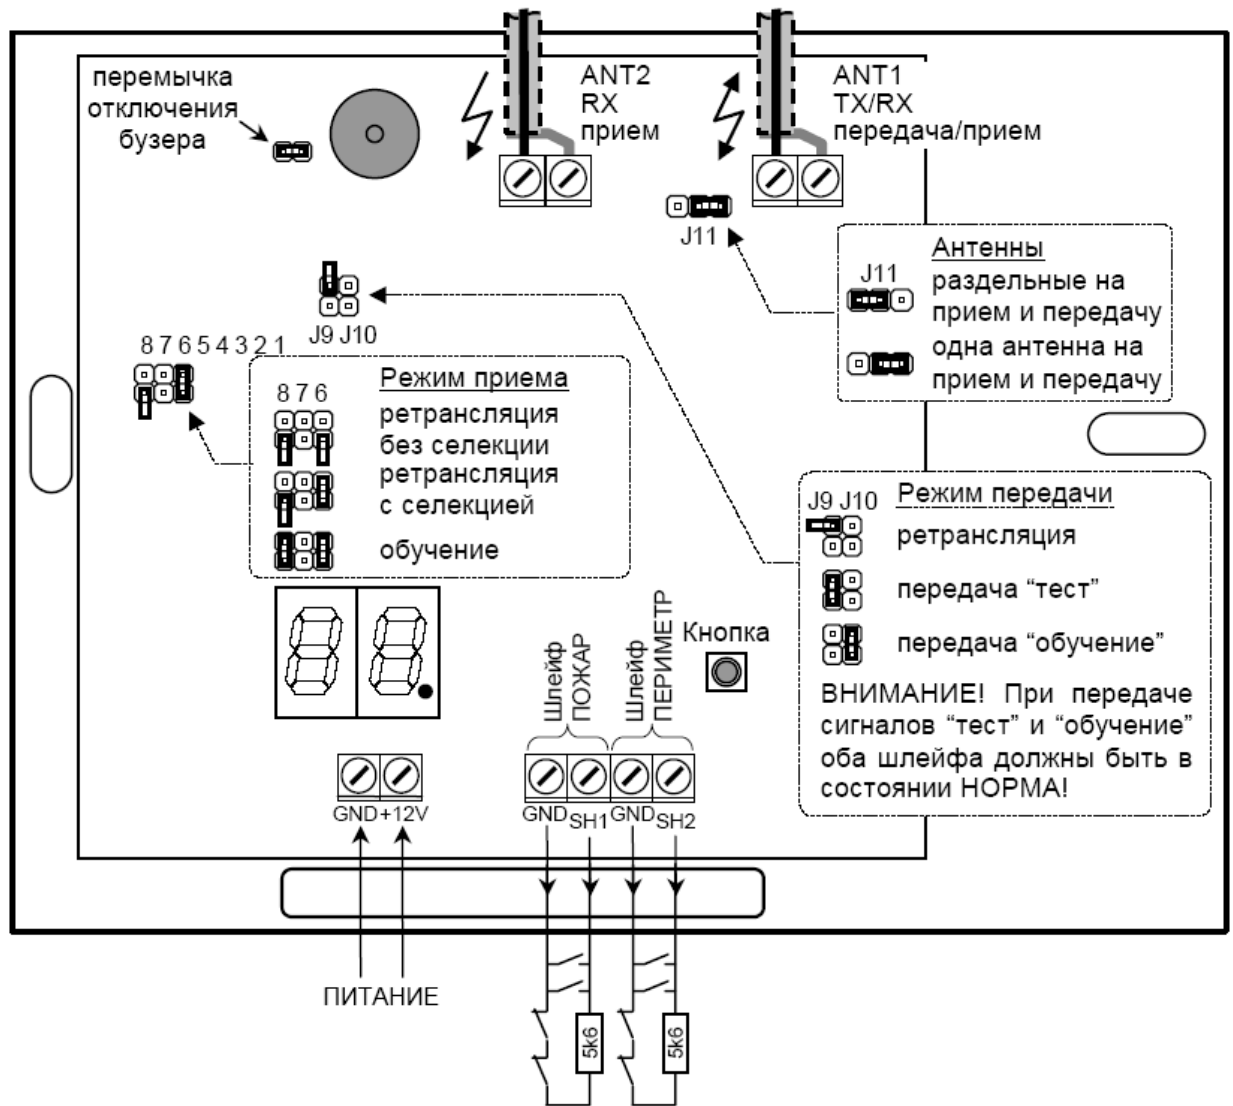 перемычка
отключения
бузера
ANT2
RX
прием
ANT1
TX/RX
передача/прием
J11
Антенны
J11
раздельные на
прием и передачу
одна антенна на
прием и передачу
J9 J10
8 7 6 5 4 3 2 1
Режим приема
8 7 6
ретрансляция
без селекции
ретрансляция
с селекцией
обучение
Режим передачи
J9 J10
ретрансляция
передача “тест”
передача “обучение”
ВНИМАНИЕ! При передаче
сигналов “тест” и “обучение”
оба шлейфа должны быть в
состоянии НОРМА!
Кнопка
Шлейф
ПОЖАР
Шлейф
ПЕРИМЕТР
GND +12V
GND SH1 GND SH2
ПИТАНИЕ
5k6
5k6